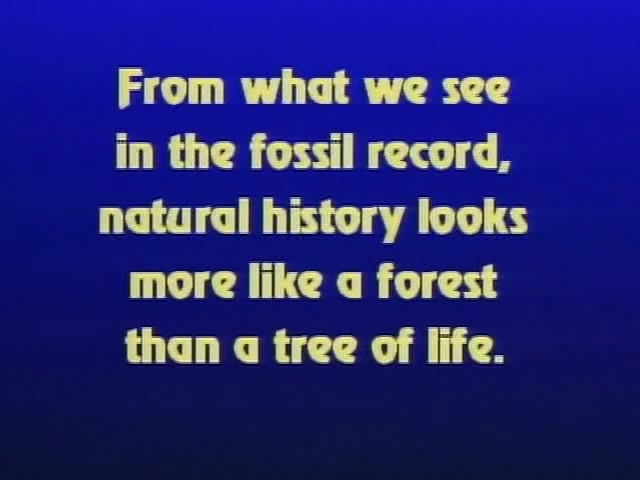 From what we see
in the fossil record,
natural history looks
more like a forest
than a tree of life.